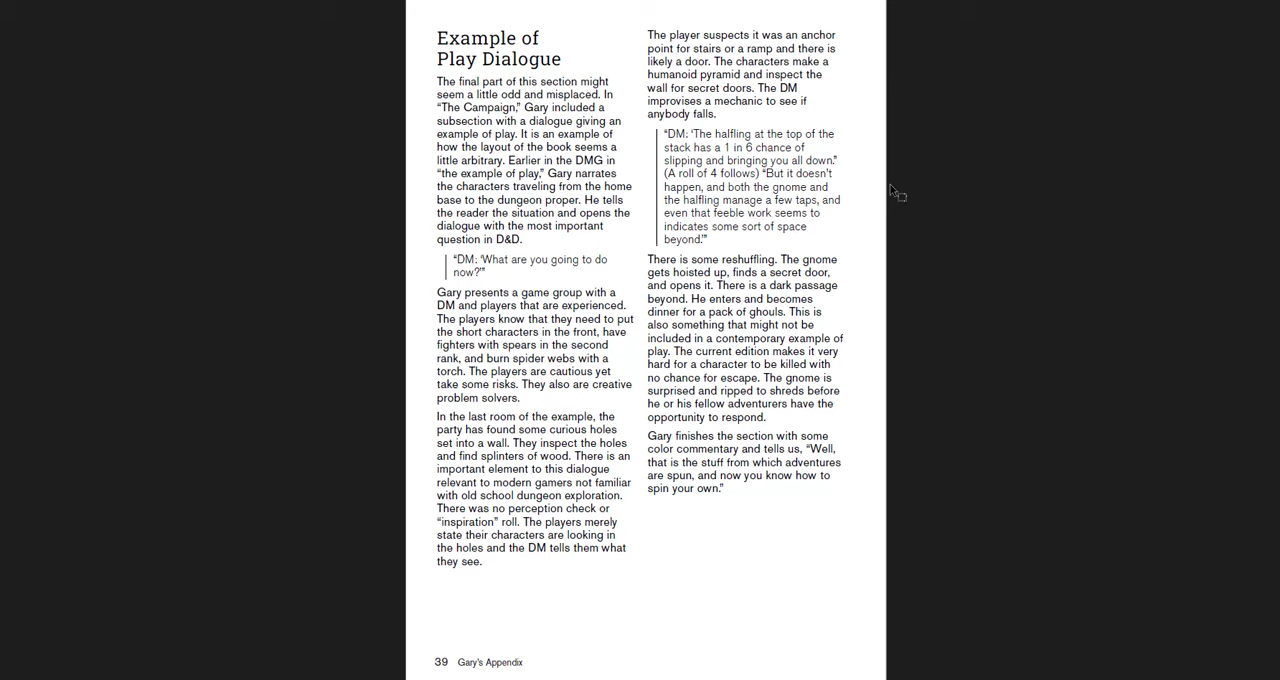 Example of
Play Dialogue
The final part of this section might
seem a little odd and misplaced. In
“The Campaign,” Gary included a
subsection with a dialogue giving an
example of play. It is an example of
how the layout of the book seems a
little arbitrary. Earlier in the DMG in
“the example of play,” Gary narrates
the characters traveling from the home
base to the dungeon proper. He tells
the reader the situation and opens the
dialogue with the most important
question in D&D.
“DM: ‘What are you going to do
now?’”
Gary presents a game group with a
DM and players that are experienced.
The players know that they need to put
the short characters in the front, have
fighters with spears in the second
rank, and burn spider webs with a
torch. The players are cautious yet
take some risks. They also are creative
problem solvers.
In the last room of the example, the
party has found some curious holes
set into a wall. They inspect the holes
and find splinters of wood. There is an
important element to this dialogue
relevant to modern gamers not familiar
with old school dungeon exploration.
There was no perception check or
“inspiration” roll. The players merely
state their characters are looking in
the holes and the DM tells them what
they see.
The player suspects it was an anchor
point for stairs or a ramp and there is
likely a door. The characters make a
humanoid pyramid and inspect the
wall for secret doors. The DM
improvises a mechanic to see if
anybody falls.
“DM: ‘The halfling at the top of the
stack has a 1 in 6 chance of
slipping and bringing you all down.”
(A roll of 4 follows) “But it doesn’t
happen, and both the gnome and
the halfling manage a few taps, and
even that feeble work seems to
indicates some sort of space
beyond.’”
There is some reshuffling. The gnome
gets hoisted up, finds a secret door,
and opens it. There is a dark passage
beyond. He enters and becomes
dinner for a pack of ghouls. This is
also something that might not be
included in a contemporary example of
play. The current edition makes it very
hard for a character to be killed with
no chance for escape. The gnome is
surprised and ripped to shreds before
he or his fellow adventurers have the
opportunity to respond.
Gary finishes the section with some
color commentary and tells us, “Well,
that is the stuff from which adventures
are spun, and now you know how to
spin your own.”
39 Gary’s Appendix